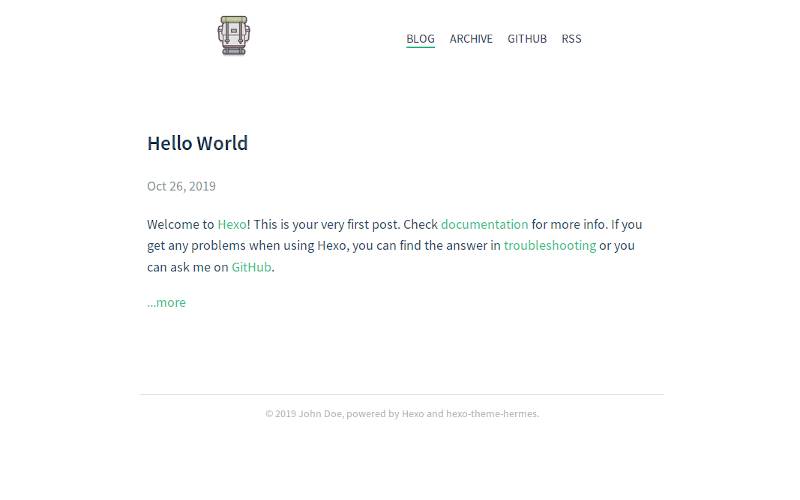 BLOG ARCHIVE GITHUB RSS
Hello World
Oct 26, 2019
Welcome to Hexo! This is your very first post. Check documentation for more info. If you
get any problems when using Hexo, you can find the answer in troubleshooting or you
can ask me on GitHub.
...more
© 2019 John Doe, powered by Hexo and hexo-theme-hermes.